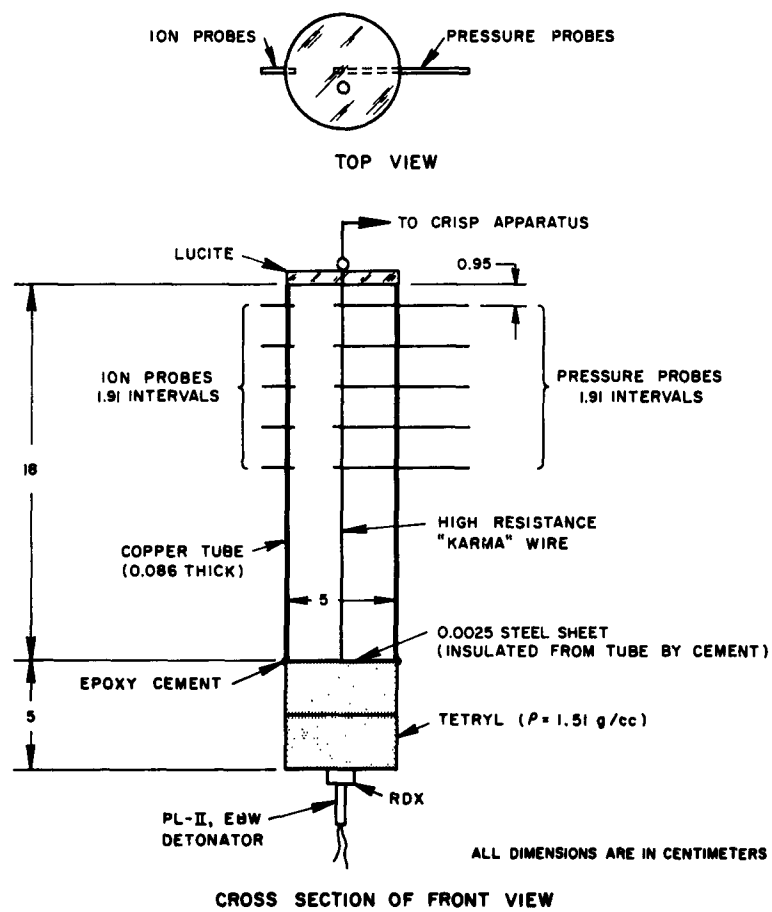 ION PROBES
PRESSURE PROBES
TOP VIEW
TO CRISP APPARATUS
LUCITE
0.95
ION PROBES
1.91 INTERVALS
PRESSURE PROBES
1.91 INTERVALS
18
HIGH RESISTANCE
"KARMA" WIRE
COPPER TUBE
(0.086 THICK)
5
0.0025 STEEL SHEET
(INSULATED FROM TUBE BY CEMENT)
EPOXY CEMENT
5
TETRYL (ρ = 1.51 g/cc)
RDX
PL-II, EBW
DETONATOR
ALL DIMENSIONS ARE IN CENTIMETERS
CROSS SECTION OF FRONT VIEW